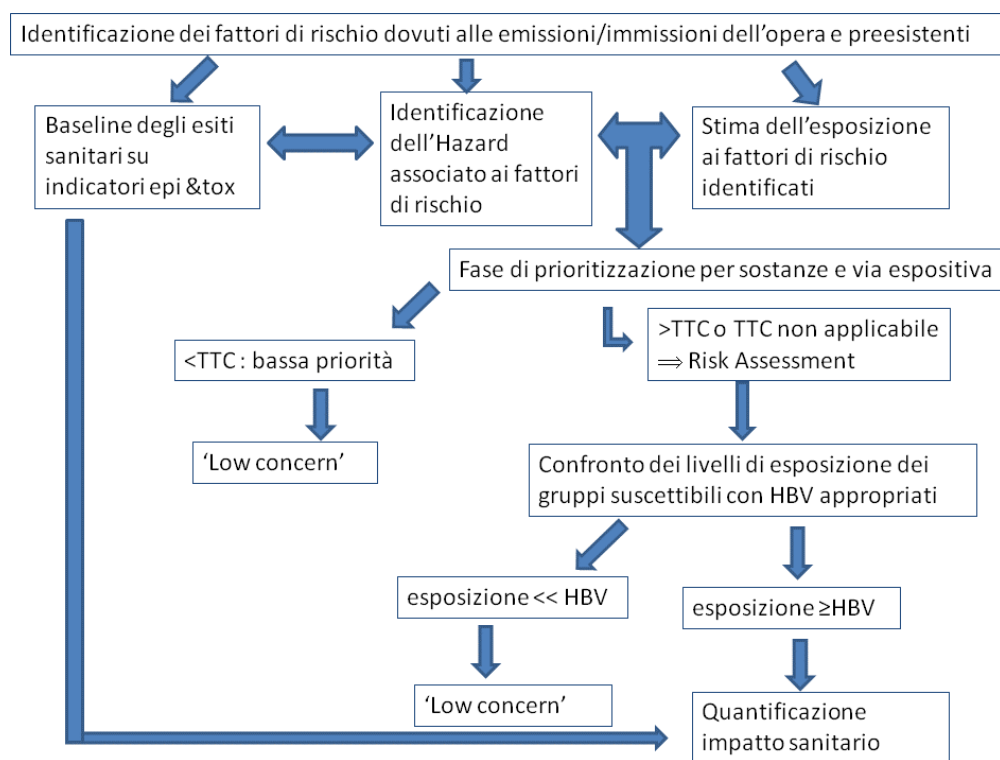 Identificazione dei fattori di rischio dovuti alle emissioni/immissioni dell'opera e preesistenti
Baseline degli esiti
sanitari su
indicatori epi &tox
Identificazione
dell'Hazard
associato ai fattori
di rischio
Stima dell'esposizione
ai fattori di rischio
identificati
Fase di prioritizzazione per sostanze e via espositiva
<TTC : bassa priorità
>TTC o TTC non applicabile
⇒ Risk Assessment
'Low concern'
Confronto dei livelli di esposizione dei
gruppi suscettibili con HBV appropriati
esposizione << HBV
esposizione ≥HBV
'Low concern'
Quantificazione
impatto sanitario